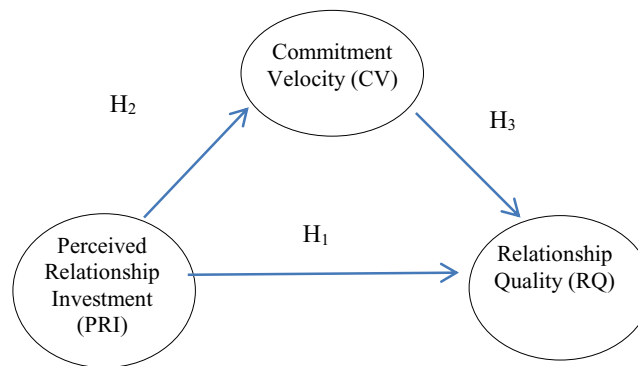 Commitment
Velocity (CV)
H₂
H₃
H₁
Perceived
Relationship
Investment
(PRI)
Relationship
Quality (RQ)